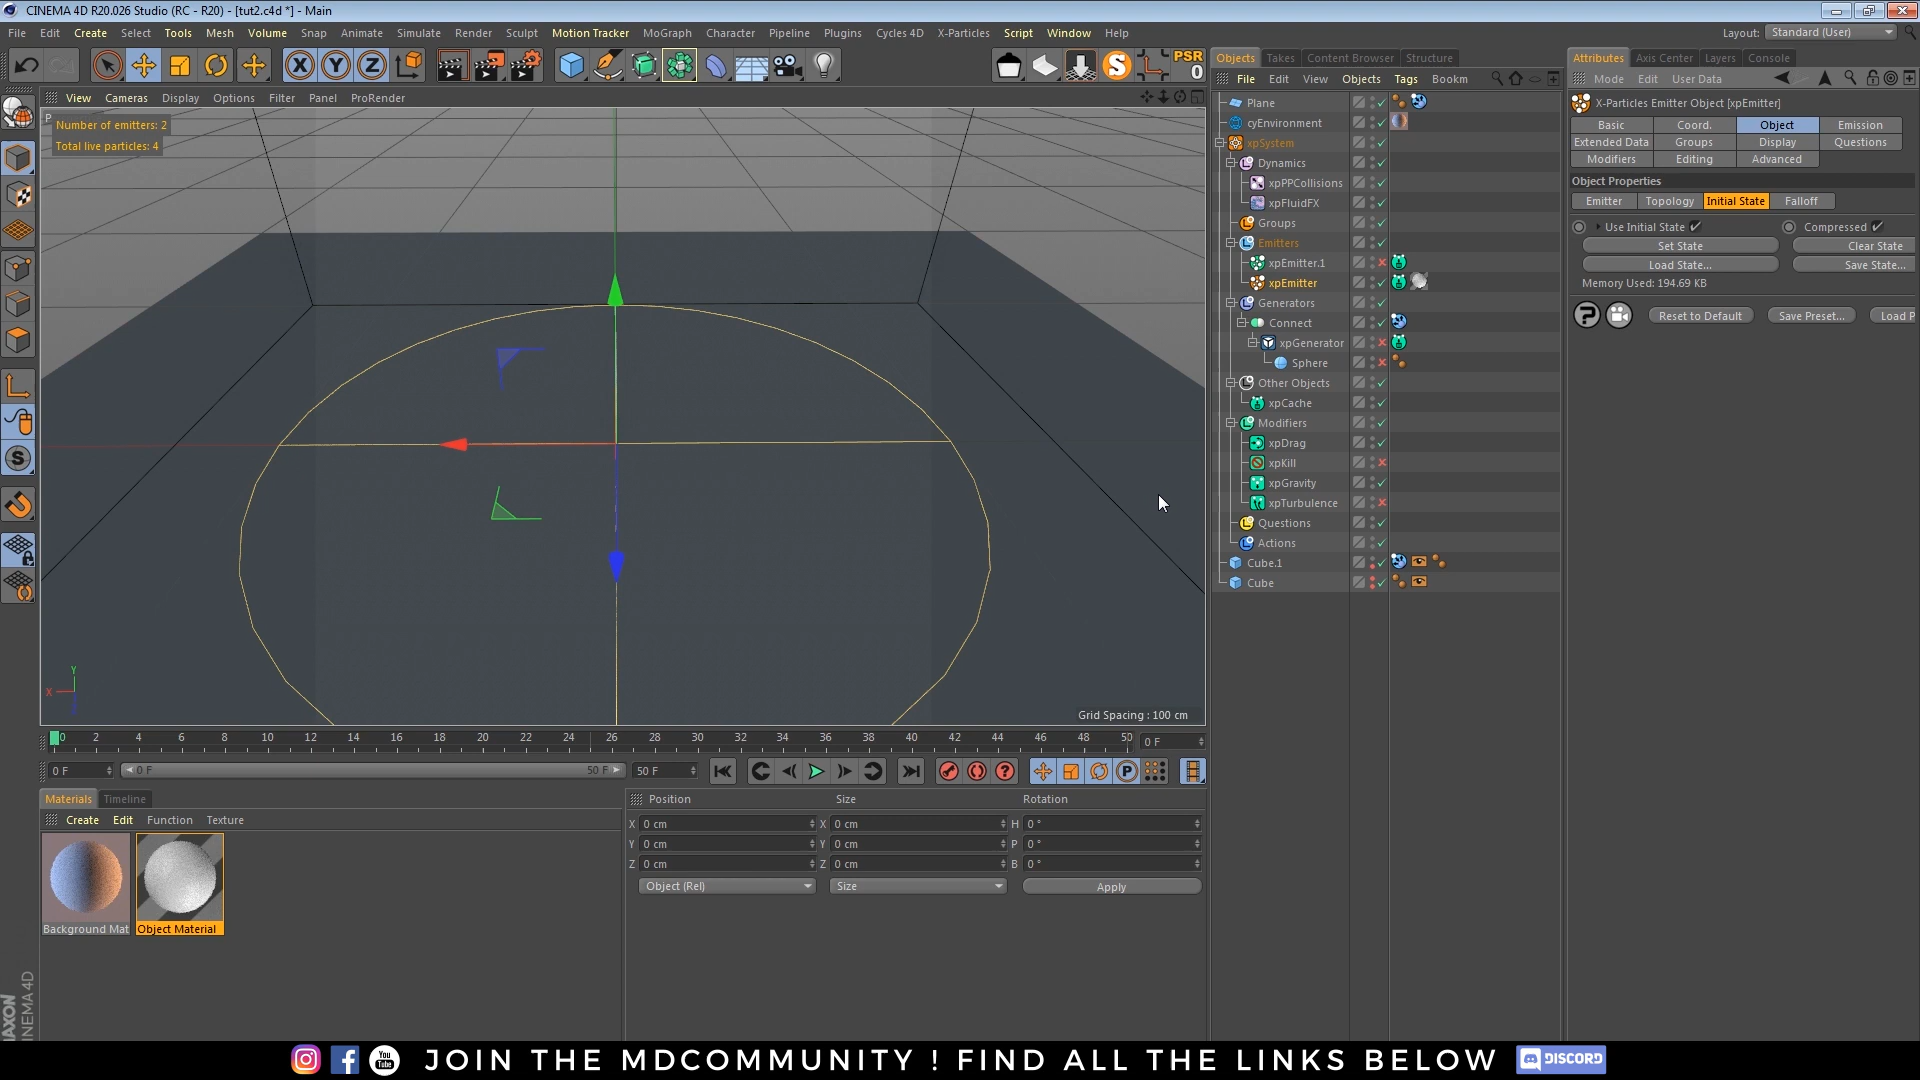 CINEMA 4D R20.026 Studio (RC - R20) - [tut2.c4d *] - Main
File Edit Create Select Tools Mesh Volume Snap Animate Simulate Render Sculpt Motion Tracker MoGraph Character Pipeline Plugins Cycles 4D X-Particles Script Window Help Layout: Standard (User)
X Y Z S PSR 0
Objects Takes Content Browser Structure
Attributes Axis Center Layers Console
File Edit View Objects Tags Bookm
Mode Edit User Data
View Cameras Display Options Filter Panel ProRender
P
Number of emitters: 2
Total live particles: 4
Y
X
Grid Spacing : 100 cm
Plane
cyEnvironment
xpSystem
Dynamics
xpPPCollisions
xpFluidFX
Groups
Emitters
xpEmitter.1
xpEmitter
Generators
Connect
xpGenerator
Sphere
Other Objects
xpCache
Modifiers
xpDrag
xpKill
xpGravity
xpTurbulence
Questions
Actions
Cube.1
Cube
X-Particles Emitter Object [xpEmitter]
Basic Coord. Object Emission
Extended Data Groups Display Questions
Modifiers Editing Advanced
Object Properties
Emitter Topology Initial State Falloff
Use Initial State Compressed
Set State Clear State
Load State... Save State...
Memory Used: 194.69 KB
? Reset to Default Save Preset... Load P
0 2 4 6 8 10 12 14 16 18 20 22 24 26 28 30 32 34 36 38 40 42 44 46 48 50 0 F
0 F 0 F 50 F 50 F ? P
Materials Timeline
Create Edit Function Texture
Background Mat Object Material
Position Size Rotation
X 0 cm X 0 cm H 0 °
Y 0 cm Y 0 cm P 0 °
Z 0 cm Z 0 cm B 0 °
Object (Rel) Size Apply
MAXON
CINEMA 4D
You Tube JOIN THE MDCOMMUNITY ! FIND ALL THE LINKS BELOW DISCORD